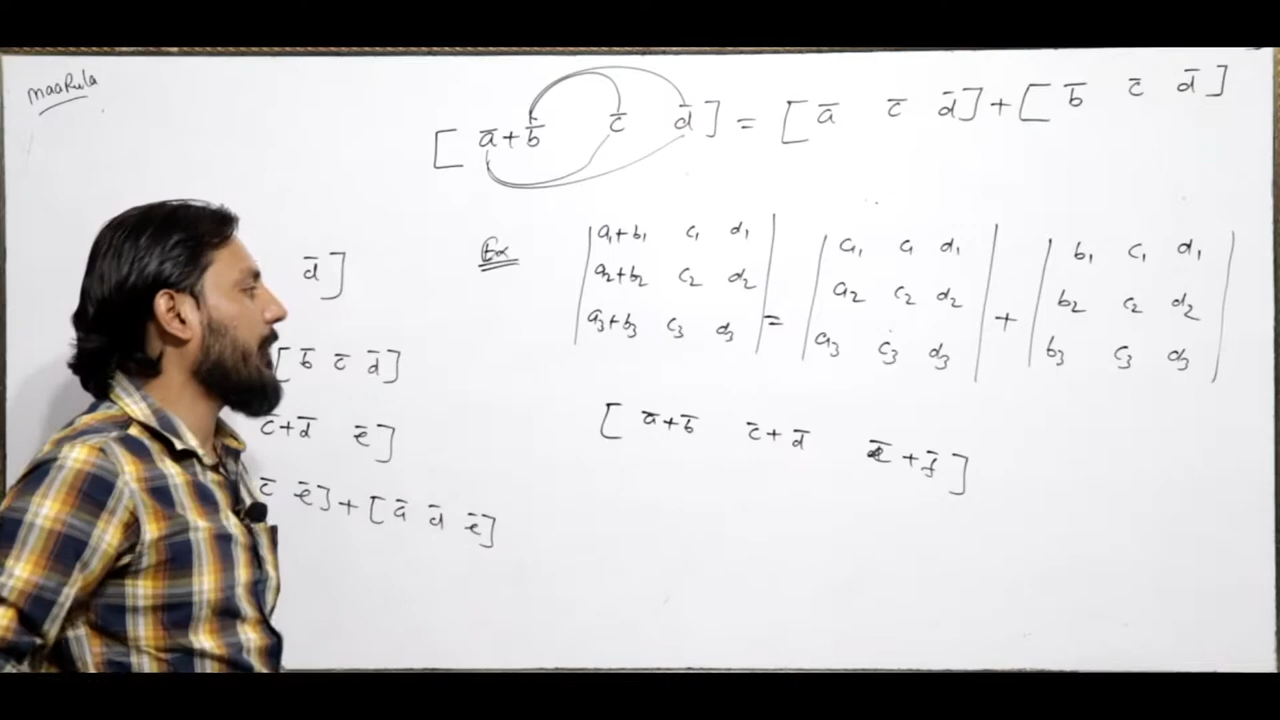 maaRula
[ a̅+b̅ c̅ d̅ ] = [ a̅ c̅ d̅ ] + [ b̅ c̅ d̅ ]
Ex
| a₁+b₁ c₁ d₁ | | a₁ c₁ d₁ | | b₁ c₁ d₁ |
| a₂+b₂ c₂ d₂ | = | a₂ c₂ d₂ | + | b₂ c₂ d₂ |
| a₃+b₃ c₃ d₃ | | a₃ c₃ d₃ | | b₃ c₃ d₃ |
[ a̅+b̅ c̅+d̅ e̅+f̅ ]
d̅ ]
[ b̅ c̅ d̅ ]
c̅+d̅ e̅ ]
c̅ e̅ ] + [ a̅ d̅ e̅ ]